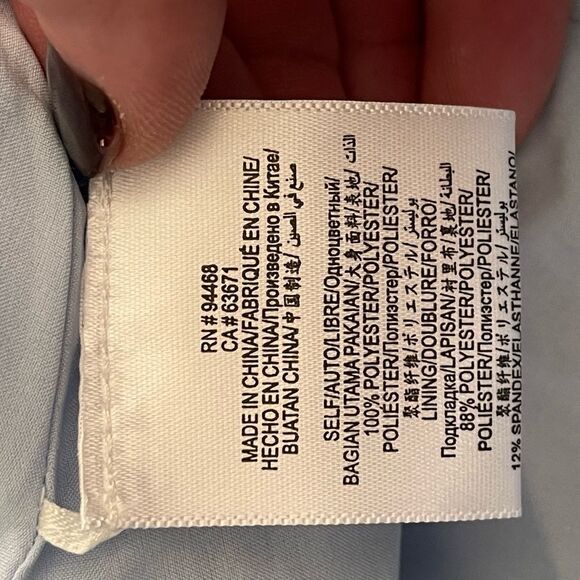 RN # 94468
CA # 63671
MADE IN CHINA/FABRIQUÉ EN CHINE/
HECHO EN CHINA/Произведено в Китае/
BUATAN CHINA/中国制造/ صنع في الصين
SELF/AUTO/LIBRE/Одноцветный/
BAGIAN UTAMA PAKAIAN/大身面料/表地/ الذات
100% POLYESTER/POLYESTER/
POLIÉSTER/Полиэстер/POLIESTER/
聚酯纤维/ポリエステル/ بوليستر
LINING/DOUBLURE/FORNO/
Подкладка/LAPISAN/衬里布/裏地/ البطانة
88% POLYESTER/POLYESTER/
POLIÉSTER/Полиэстер/POLIESTER/
聚酯纤维/ポリエステル/ بوليستر
12% SPANDEX/ELASTHANNE/ELASTANO/